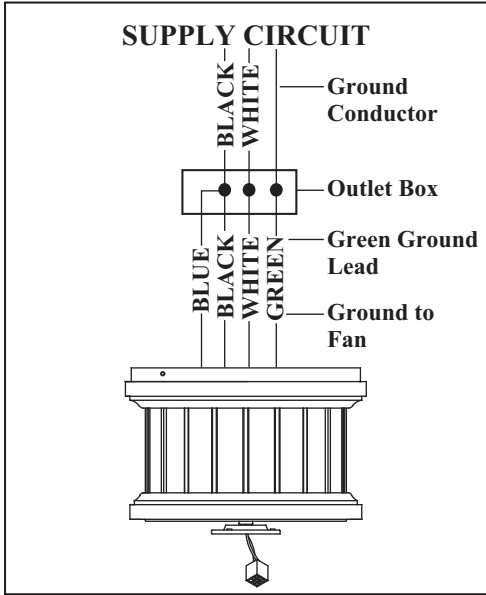 SUPPLY CIRCUIT
BLACK
WHITE
Ground
Conductor
Outlet Box
BLUE
BLACK
WHITE
GREEN
Green Ground
Lead
Ground to
Fan